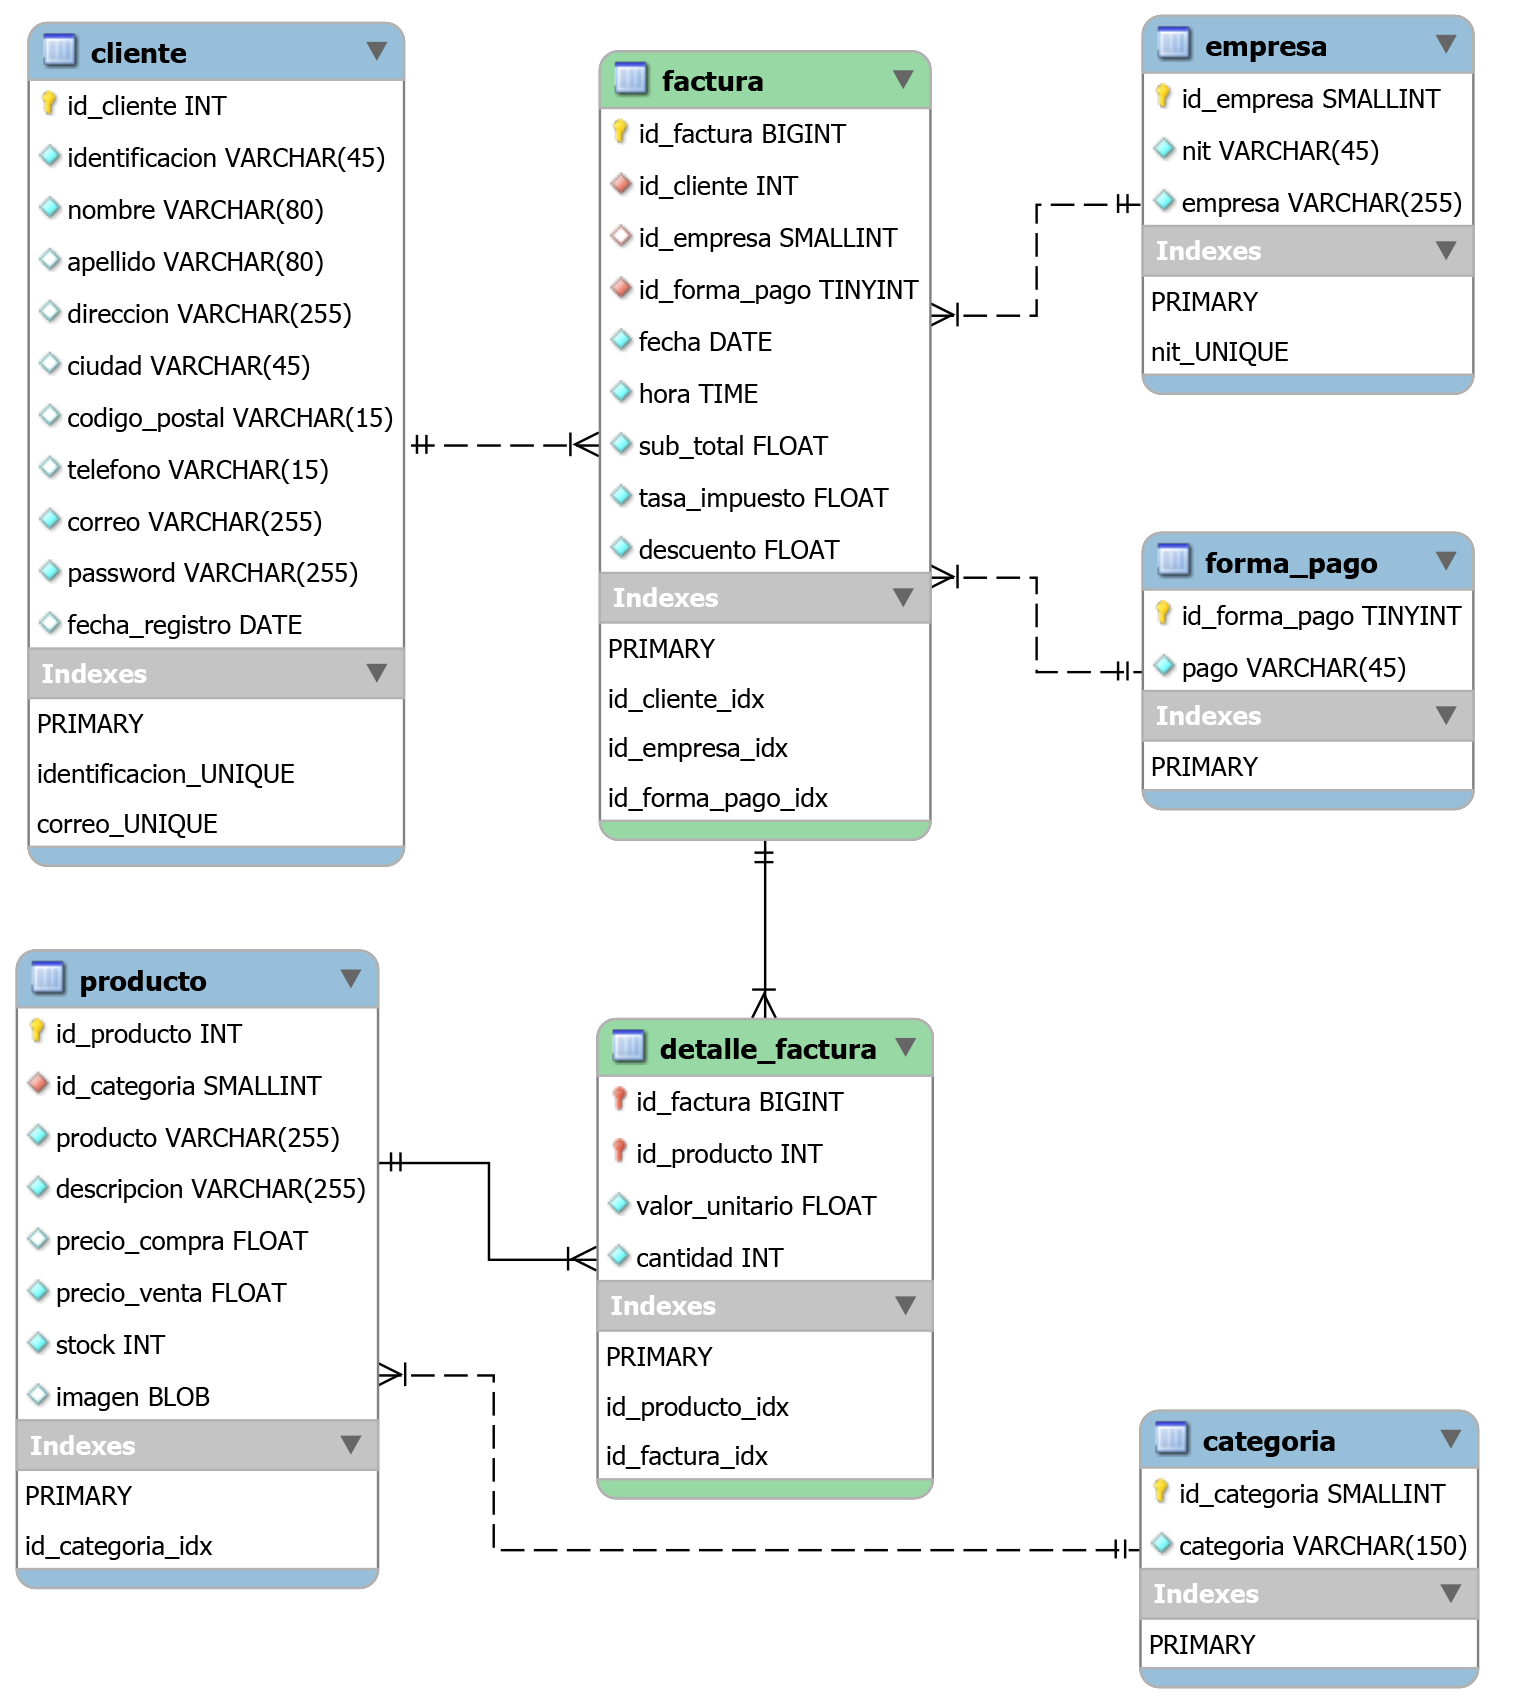 cliente
id_cliente INT
identificacion VARCHAR(45)
nombre VARCHAR(80)
apellido VARCHAR(80)
direccion VARCHAR(255)
ciudad VARCHAR(45)
codigo_postal VARCHAR(15)
telefono VARCHAR(15)
correo VARCHAR(255)
password VARCHAR(255)
fecha_registro DATE
Indexes
PRIMARY
identificacion_UNIQUE
correo_UNIQUE
factura
id_factura BIGINT
id_cliente INT
id_empresa SMALLINT
id_forma_pago TINYINT
fecha DATE
hora TIME
sub_total FLOAT
tasa_impuesto FLOAT
descuento FLOAT
Indexes
PRIMARY
id_cliente_idx
id_empresa_idx
id_forma_pago_idx
empresa
id_empresa SMALLINT
nit VARCHAR(45)
empresa VARCHAR(255)
Indexes
PRIMARY
nit_UNIQUE
forma_pago
id_forma_pago TINYINT
pago VARCHAR(45)
Indexes
PRIMARY
producto
id_producto INT
id_categoria SMALLINT
producto VARCHAR(255)
descripcion VARCHAR(255)
precio_compra FLOAT
precio_venta FLOAT
stock INT
imagen BLOB
Indexes
PRIMARY
id_categoria_idx
detalle_factura
id_factura BIGINT
id_producto INT
valor_unitario FLOAT
cantidad INT
Indexes
PRIMARY
id_producto_idx
id_factura_idx
categoria
id_categoria SMALLINT
categoria VARCHAR(150)
Indexes
PRIMARY